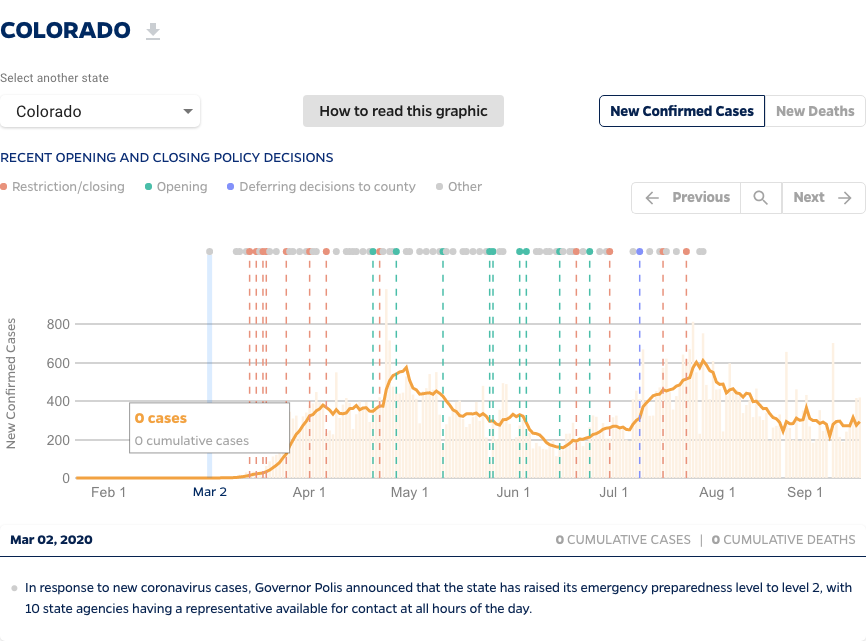 COLORADO
Select another state
Colorado
How to read this graphic
New Confirmed Cases
New Deaths
RECENT OPENING AND CLOSING POLICY DECISIONS
Restriction/closing
Opening
Deferring decisions to county
Other
Previous
Next
New Confirmed Cases
800
600
400
200
0
0 cases
0 cumulative cases
Feb 1
Mar 2
Apr 1
May 1
Jun 1
Jul 1
Aug 1
Sep 1
Mar 02, 2020
0 CUMULATIVE CASES | 0 CUMULATIVE DEATHS
In response to new coronavirus cases, Governor Polis announced that the state has raised its emergency preparedness level to level 2, with
10 state agencies having a representative available for contact at all hours of the day.